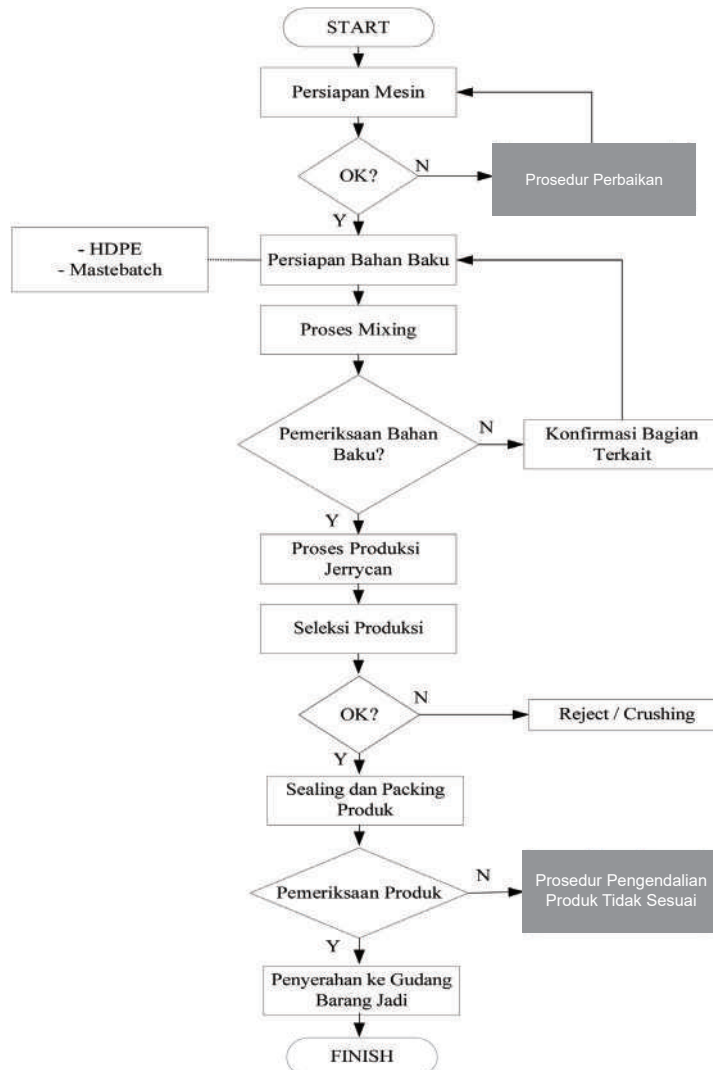 START
Persiapan Mesin
OK?
N
Prosedur Perbaikan
Y
- HDPE
- Mastebatch
Persiapan Bahan Baku
Proses Mixing
Pemeriksaan Bahan
Baku?
N
Konfirmasi Bagian
Terkait
Y
Proses Produksi
Jerrycan
Seleksi Produksi
OK?
N
Reject / Crushing
Y
Sealing dan Packing
Produk
Pemeriksaan Produk
N
Prosedur Pengendalian
Produk Tidak Sesuai
Y
Penyerahan ke Gudang
Barang Jadi
FINISH